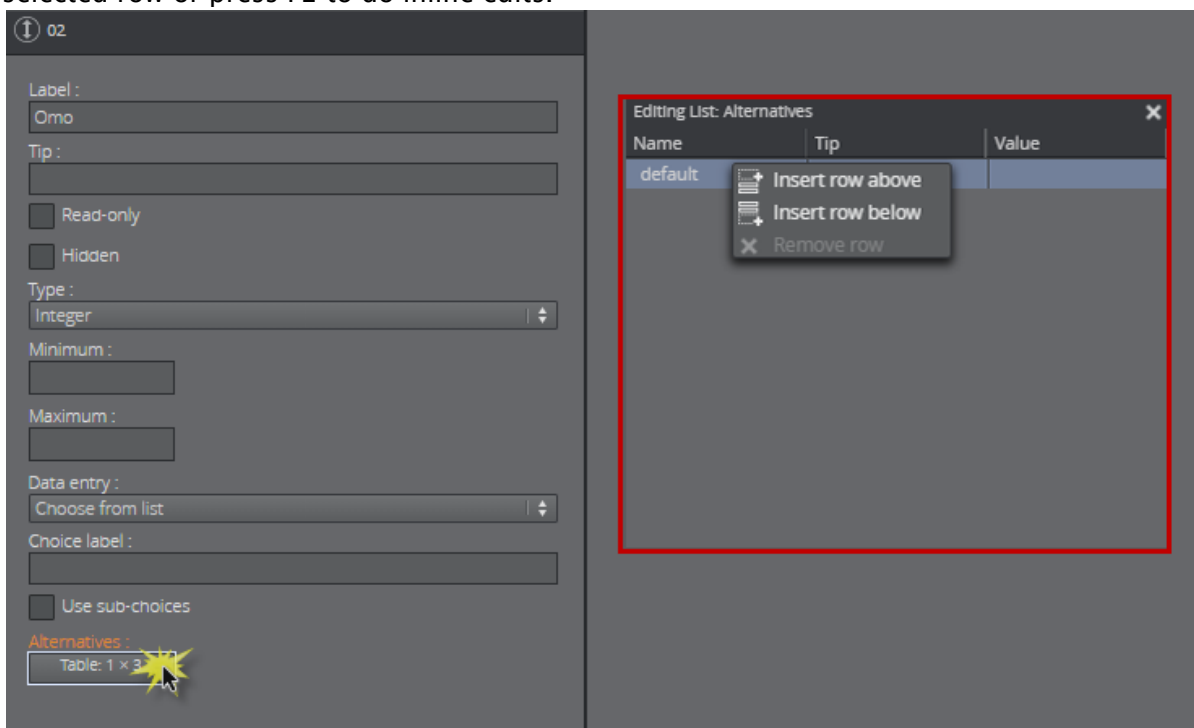 selected row or press F2 to do inline edits.
02
Label :
Omo
Tip :
Read-only
Hidden
Type :
Integer
Minimum :
Maximum :
Data entry :
Choose from list
Choice label :
Use sub-choices
Alternatives :
Table: 1 × 3
Editing List: Alternatives
Name Tip Value
default
Insert row above
Insert row below
Remove row